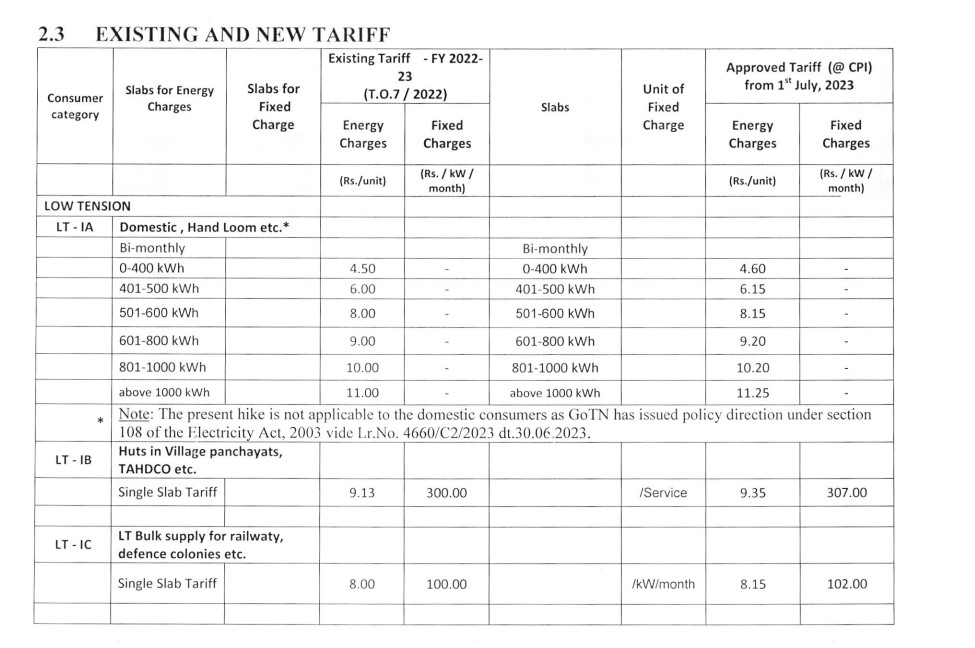 2.3 EXISTING AND NEW TARIFF
Consumer category | Slabs for Energy Charges | Slabs for Fixed Charge | Existing Tariff - FY 2022-23 (T.O.7 / 2022) | Slabs | Unit of Fixed Charge | Approved Tariff (@ CPI) from 1st July, 2023
Energy Charges | Fixed Charges | Energy Charges | Fixed Charges
(Rs./unit) | (Rs. / kW / month) | (Rs./unit) | (Rs. / kW / month)
LOW TENSION
LT - IA | Domestic , Hand Loom etc.*
Bi-monthly | Bi-monthly
0-400 kWh | 4.50 | - | 0-400 kWh | 4.60 | -
401-500 kWh | 6.00 | - | 401-500 kWh | 6.15 | -
501-600 kWh | 8.00 | - | 501-600 kWh | 8.15 | -
601-800 kWh | 9.00 | - | 601-800 kWh | 9.20 | -
801-1000 kWh | 10.00 | - | 801-1000 kWh | 10.20 | -
above 1000 kWh | 11.00 | - | above 1000 kWh | 11.25 | -
* Note: The present hike is not applicable to the domestic consumers as GoTN has issued policy direction under section
108 of the Electricity Act, 2003 vide Lr.No. 4660/C2/2023 dt.30.06.2023.
LT - IB | Huts in Village panchayats, TAHDCO etc.
Single Slab Tariff | 9.13 | 300.00 | /Service | 9.35 | 307.00
LT - IC | LT Bulk supply for railwaty, defence colonies etc.
Single Slab Tariff | 8.00 | 100.00 | /kW/month | 8.15 | 102.00